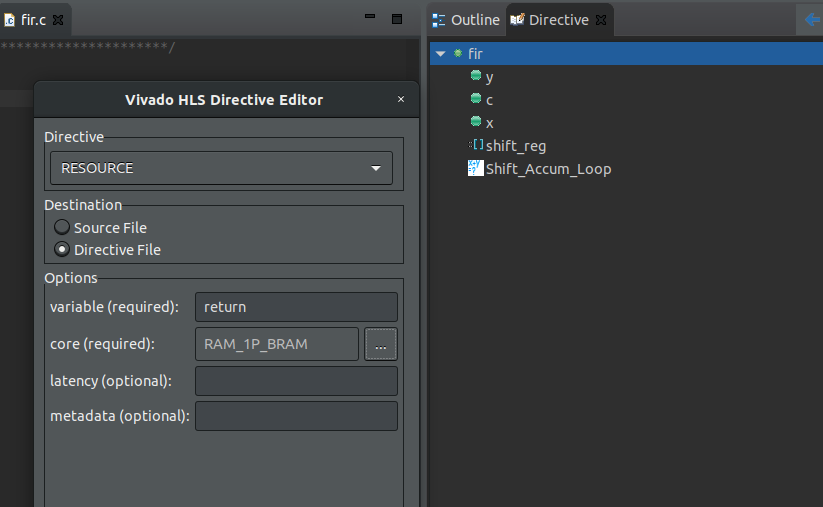 fir.c
Outline
Directive
*********************/
Vivado HLS Directive Editor
Directive
RESOURCE
Destination
Source File
Directive File
Options
variable (required): return
core (required): RAM_1P_BRAM ...
latency (optional):
metadata (optional):
fir
y
c
x
[] shift_reg
x+y
=?
Shift_Accum_Loop